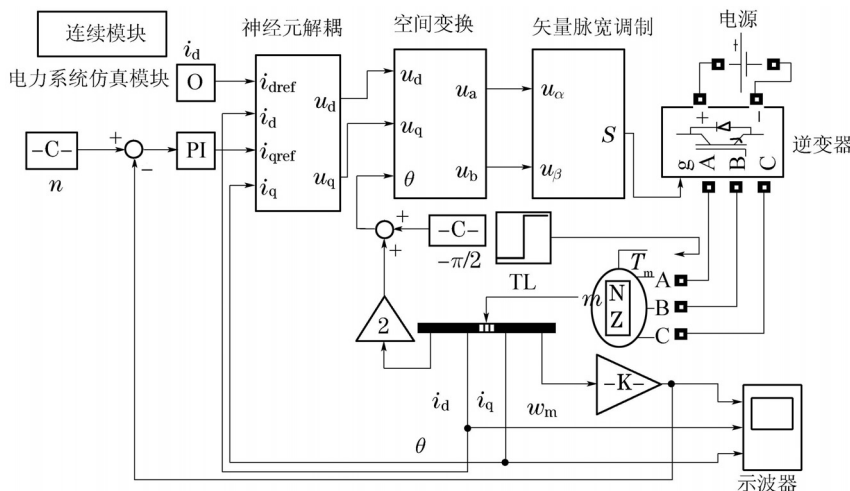 连续模块
电力系统仿真模块
神经元解耦
空间变换
矢量脉宽调制
电源
i_d
O
-C-
n
+
−
PI
i_dref
i_d
i_qref
i_q
u_d
u_q
u_d
u_q
θ
u_a
u_b
u_α
u_β
S
+
−
g
A
B
C
逆变器
+
+
-C-
-π/2
TL
T_m
m
N
Z
A
B
C
2
-K-
i_d
i_q
w_m
θ
示波器